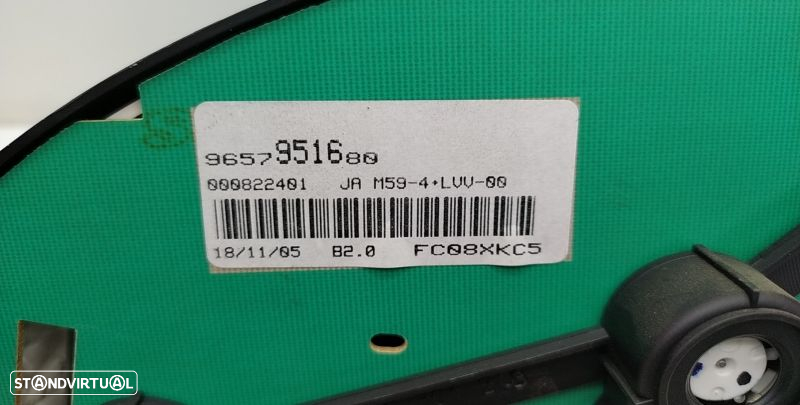 9657951680
000822401 JA M59-4+LVV-00
18/11/05 B2.0 FC08XKC5
STANDVIRTUAL